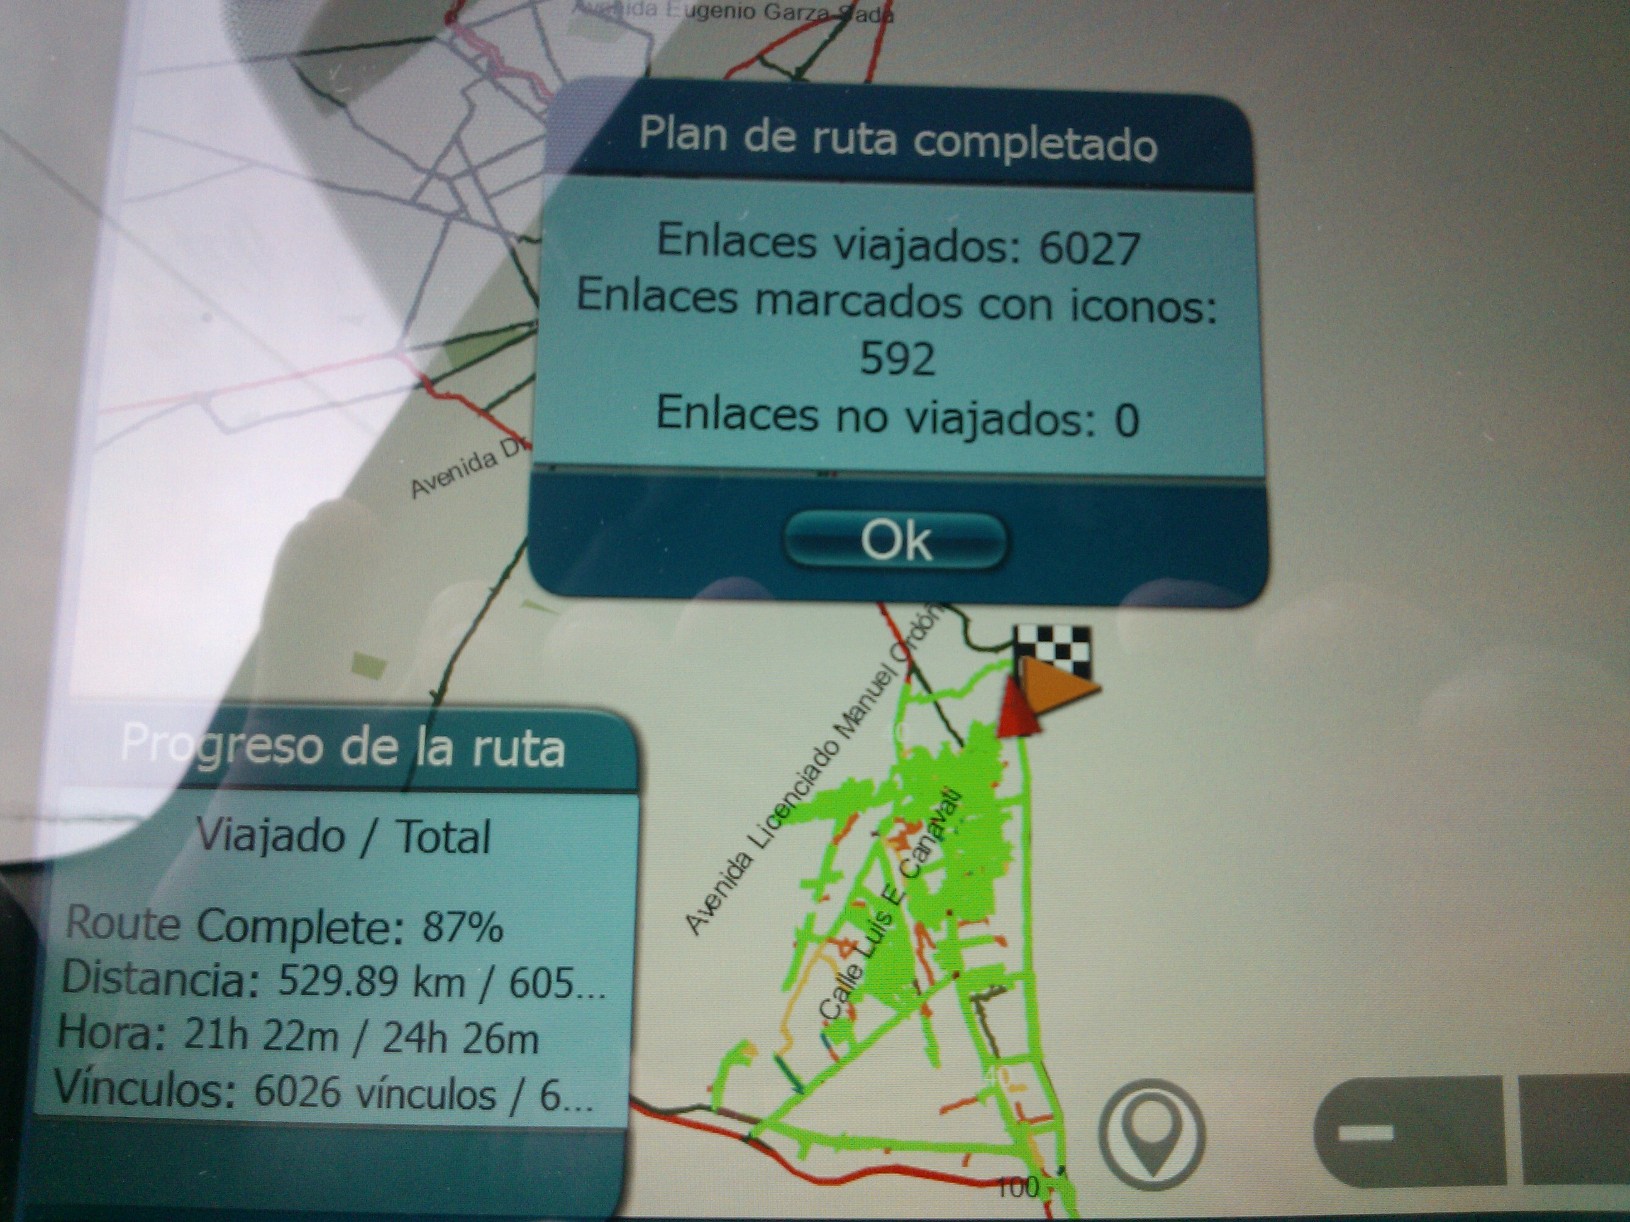 Avenida Eugenio Garza Sada
Plan de ruta completado
Enlaces viajados: 6027
Enlaces marcados con iconos:
592
Enlaces no viajados: 0
Ok
Avenida Dr
Avenida Licenciado Manuel Ordóñ
Calle Luis E Canavati
Progreso de la ruta
Viajado / Total
Route Complete: 87%
Distancia: 529.89 km / 605...
Hora: 21h 22m / 24h 26m
Vínculos: 6026 vínculos / 6...
40
100